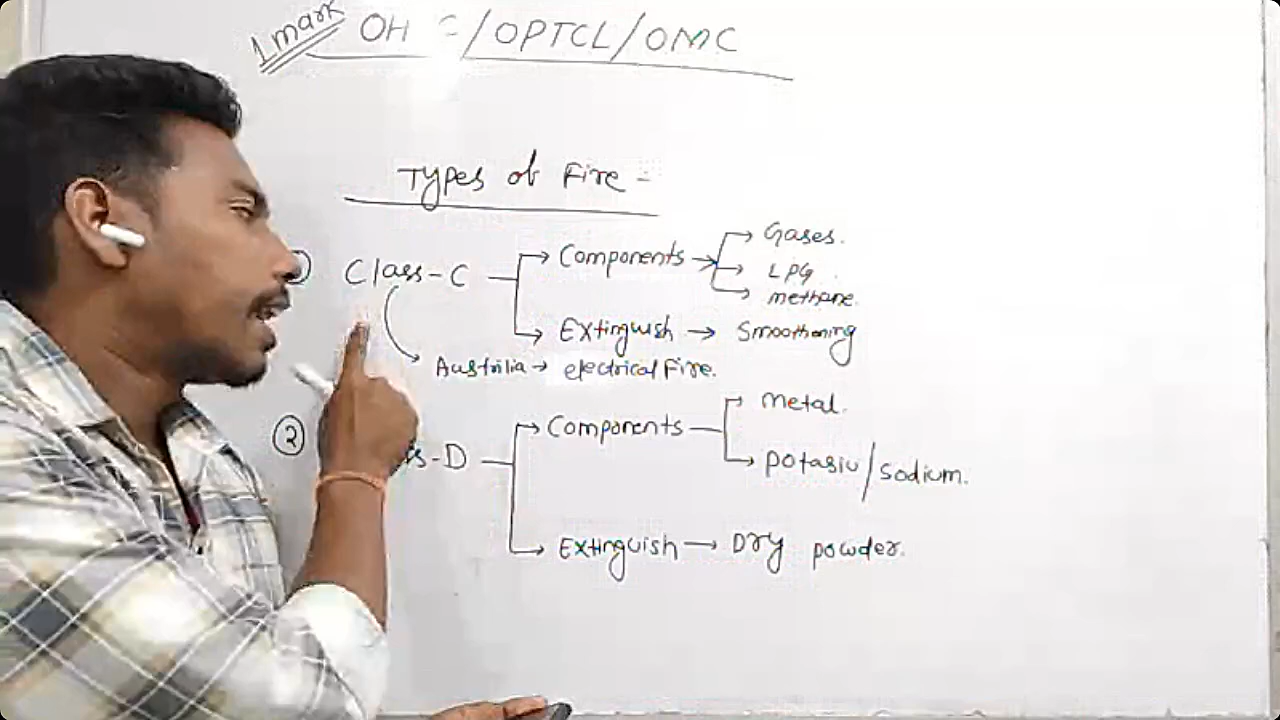 1 mark OH /OPTCL/OMC
Types of Fire -
Class-C
Components
Gases.
LPG
methane.
Extinguish → Smoothening
Austrilia → electrical Fire.
2
-D
Components
metal.
potasiu/sodium.
Extinguish → Dry powder.